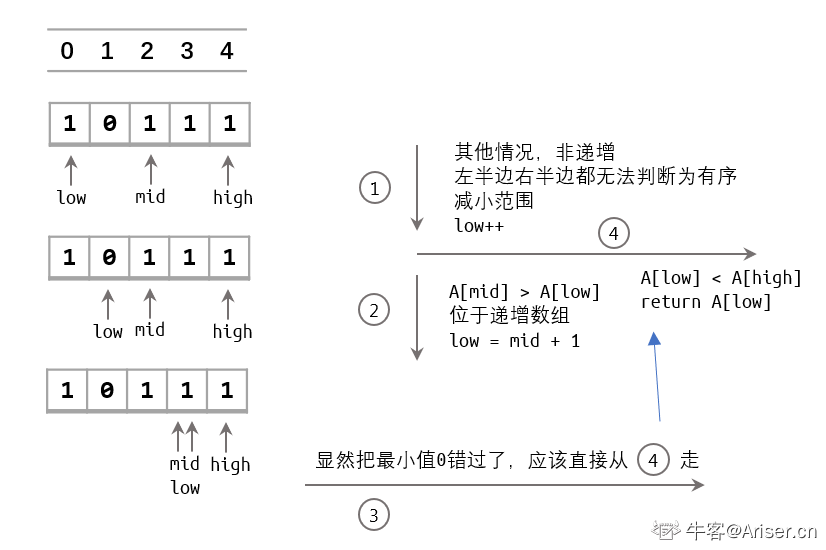 0 1 2 3 4
1 0 1 1 1
low mid high
① 其他情况，非递增
左半边右半边都无法判断为有序
减小范围
low++
④
1 0 1 1 1
low mid high
② A[mid] > A[low]
位于递增数组
low = mid + 1
A[low] < A[high]
return A[low]
1 0 1 1 1
mid high
low
显然把最小值0错过了，应该直接从 ④ 走
③
牛客@Ariser.cn